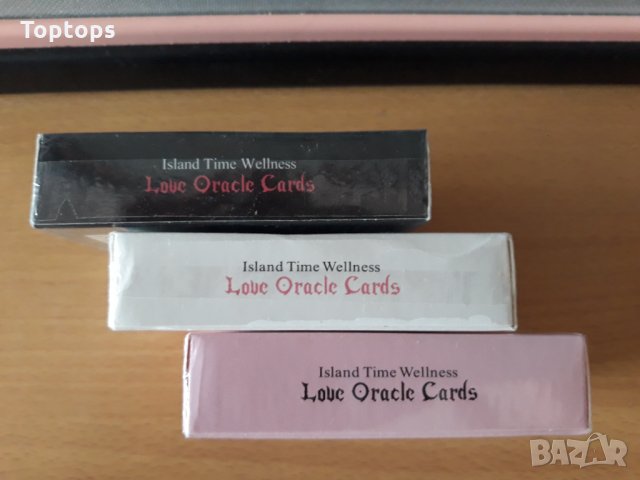 Toptops
Island Time Wellness
Love Oracle Cards
Island Time Wellness
Love Oracle Cards
Island Time Wellness
Love Oracle Cards
BAZAR